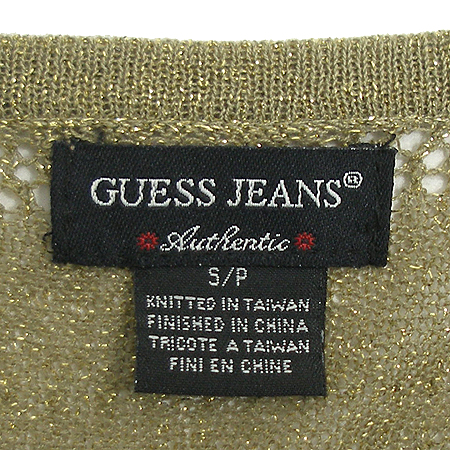 GUESS JEANS®
Authentic
S/P
KNITTED IN TAIWAN
FINISHED IN CHINA
TRICOTE A TAIWAN
FINI EN CHINE